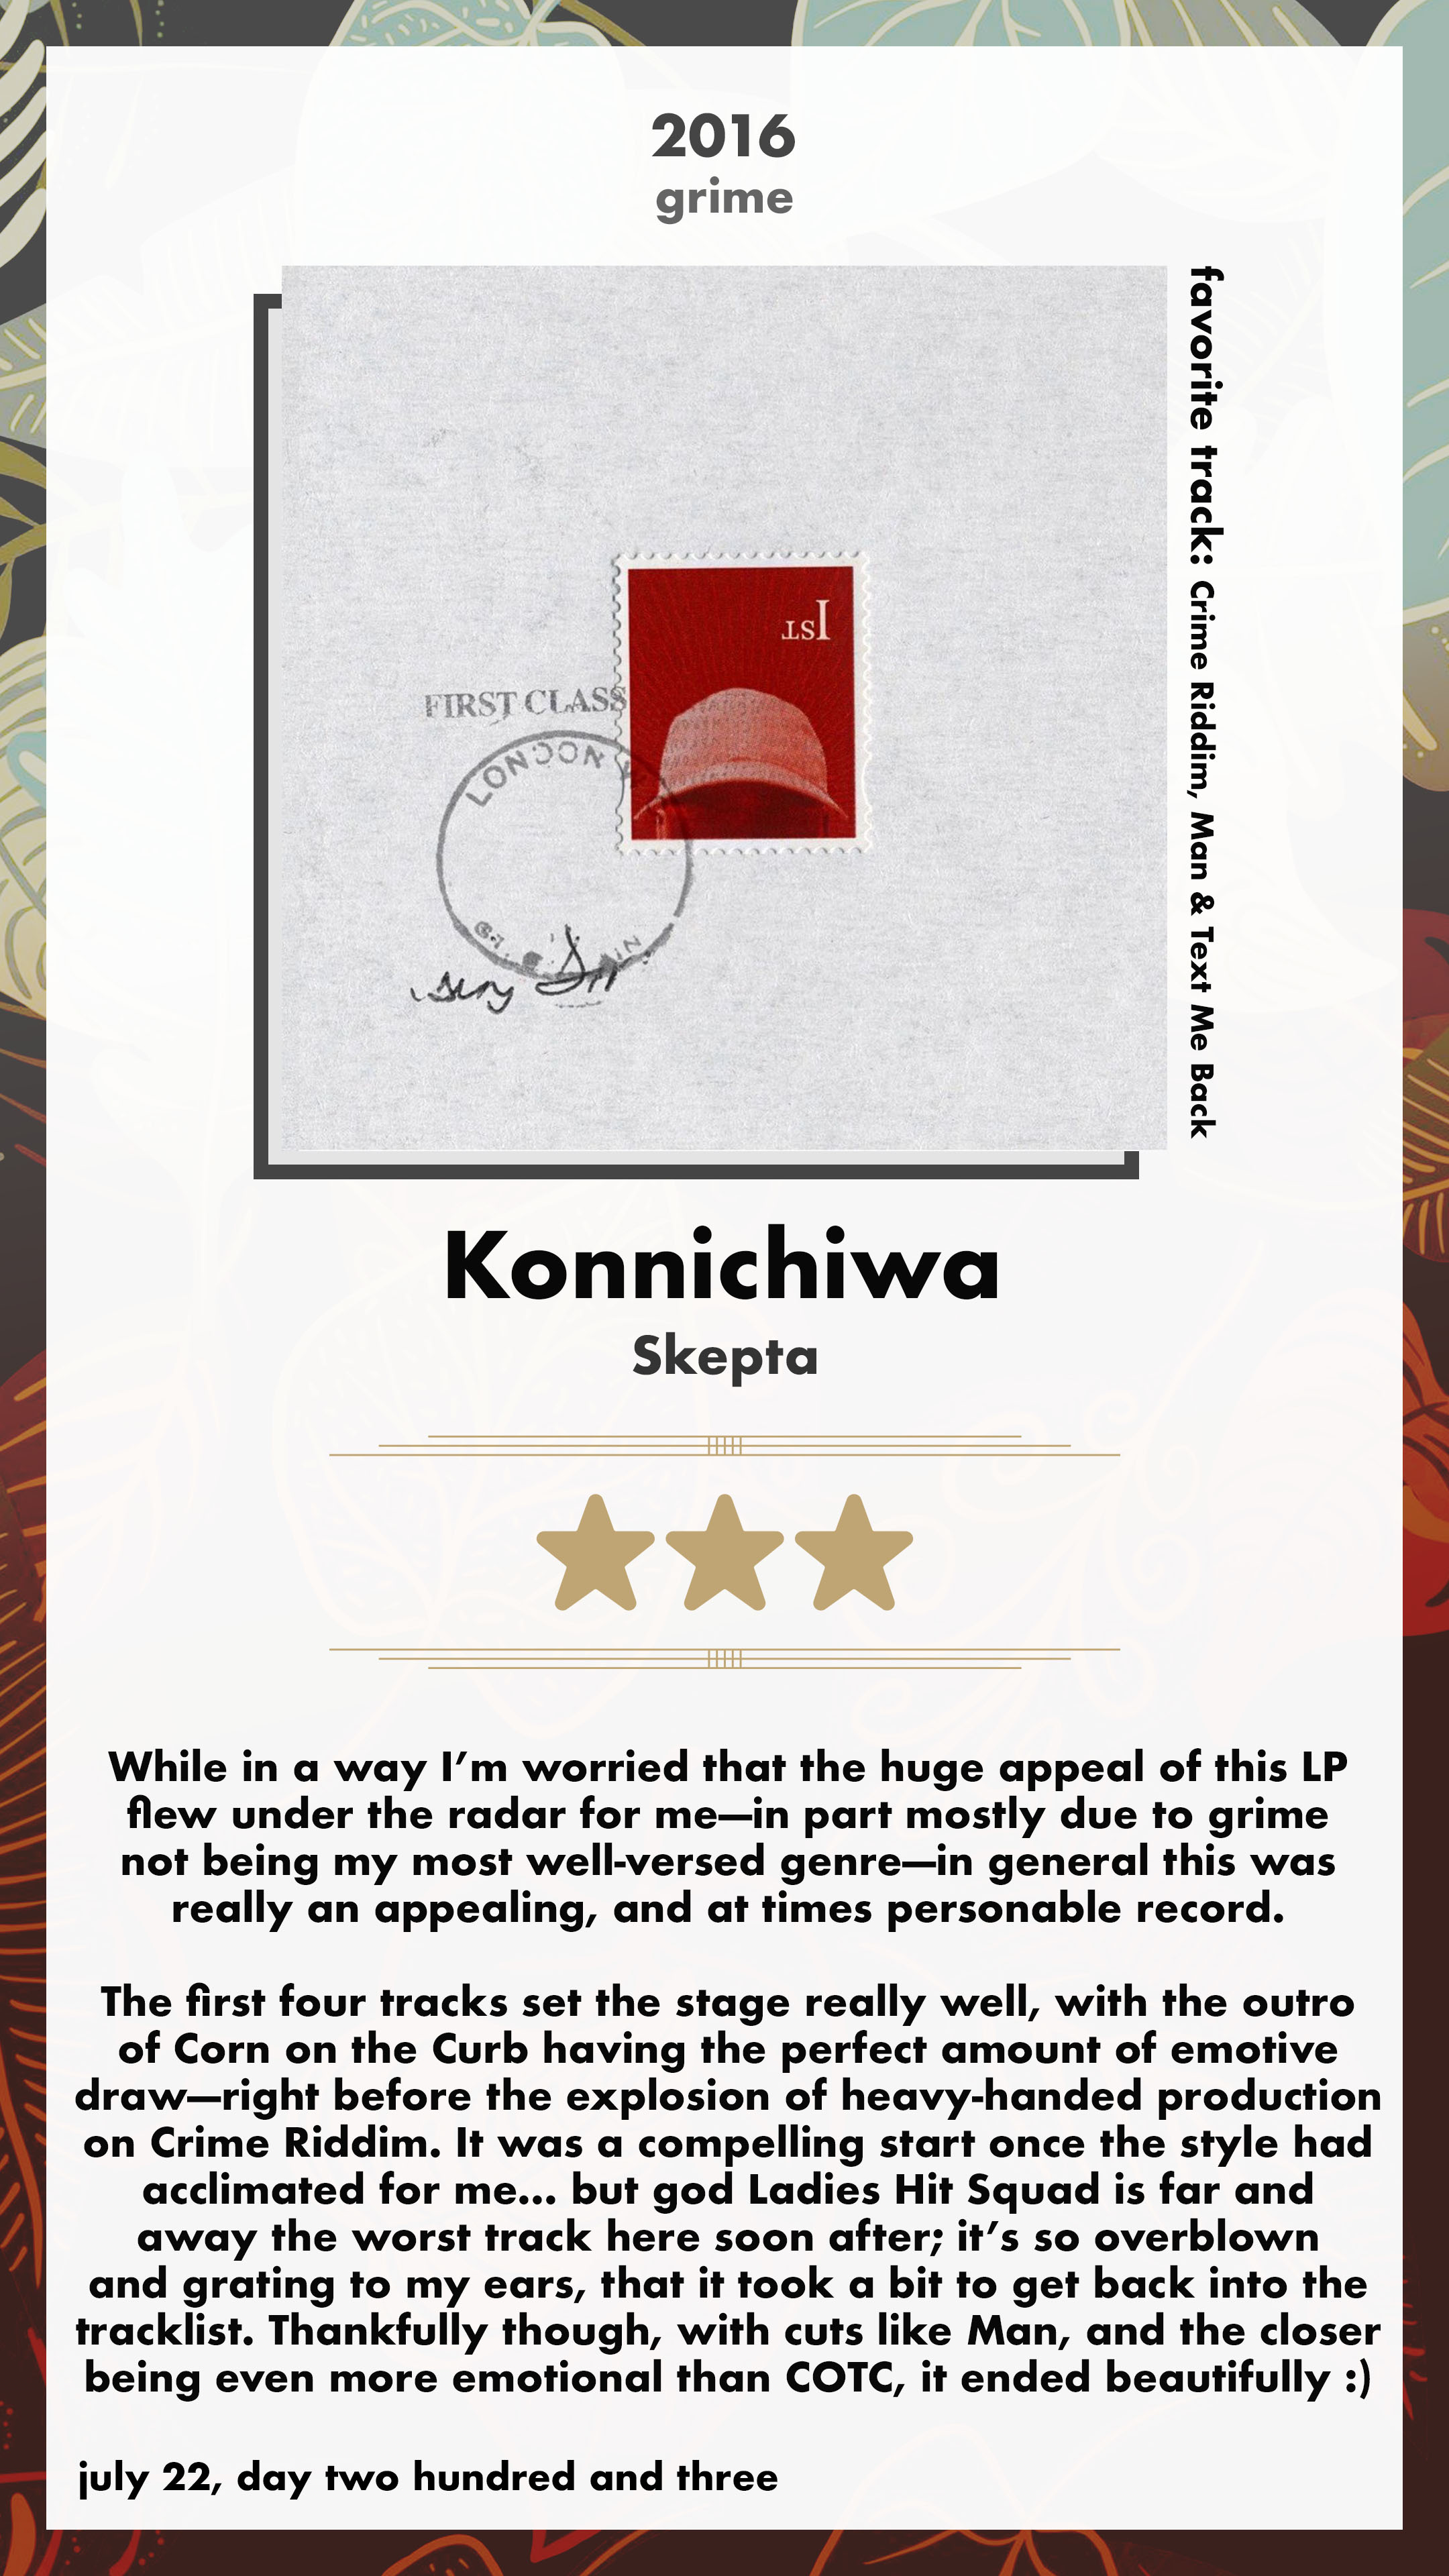 2016
grime
favorite track: Crime Riddim, Man & Text Me Back
IST
FIRST CLASS
LONDON
Konnichiwa
Skepta
While in a way I’m worried that the huge appeal of this LP
flew under the radar for me—in part mostly due to grime
not being my most well-versed genre—in general this was
really an appealing, and at times personable record.
The first four tracks set the stage really well, with the outro
of Corn on the Curb having the perfect amount of emotive
draw—right before the explosion of heavy-handed production
on Crime Riddim. It was a compelling start once the style had
acclimated for me... but god Ladies Hit Squad is far and
away the worst track here soon after; it’s so overblown
and grating to my ears, that it took a bit to get back into the
tracklist. Thankfully though, with cuts like Man, and the closer
being even more emotional than COTC, it ended beautifully :)
july 22, day two hundred and three